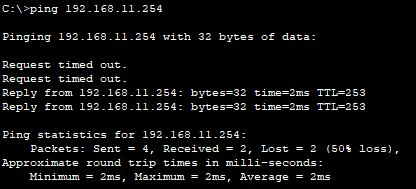 C:\>ping 192.168.11.254
Pinging 192.168.11.254 with 32 bytes of data:
Request timed out.
Request timed out.
Reply from 192.168.11.254: bytes=32 time=2ms TTL=253
Reply from 192.168.11.254: bytes=32 time=2ms TTL=253
Ping statistics for 192.168.11.254:
    Packets: Sent = 4, Received = 2, Lost = 2 (50% loss),
Approximate round trip times in milli-seconds:
    Minimum = 2ms, Maximum = 2ms, Average = 2ms